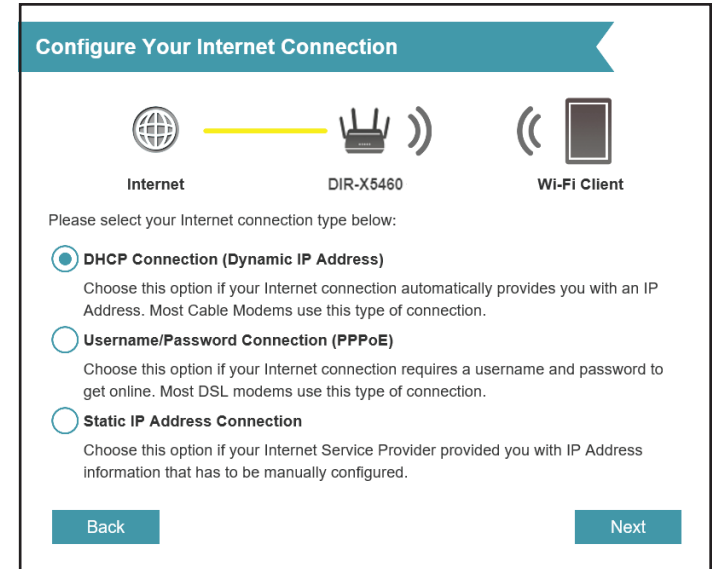 Configure Your Internet Connection
Internet
DIR-X5460
Wi-Fi Client
Please select your Internet connection type below:
DHCP Connection (Dynamic IP Address)
Choose this option if your Internet connection automatically provides you with an IP
Address. Most Cable Modems use this type of connection.
Username/Password Connection (PPPoE)
Choose this option if your Internet connection requires a username and password to
get online. Most DSL modems use this type of connection.
Static IP Address Connection
Choose this option if your Internet Service Provider provided you with IP Address
information that has to be manually configured.
Back
Next